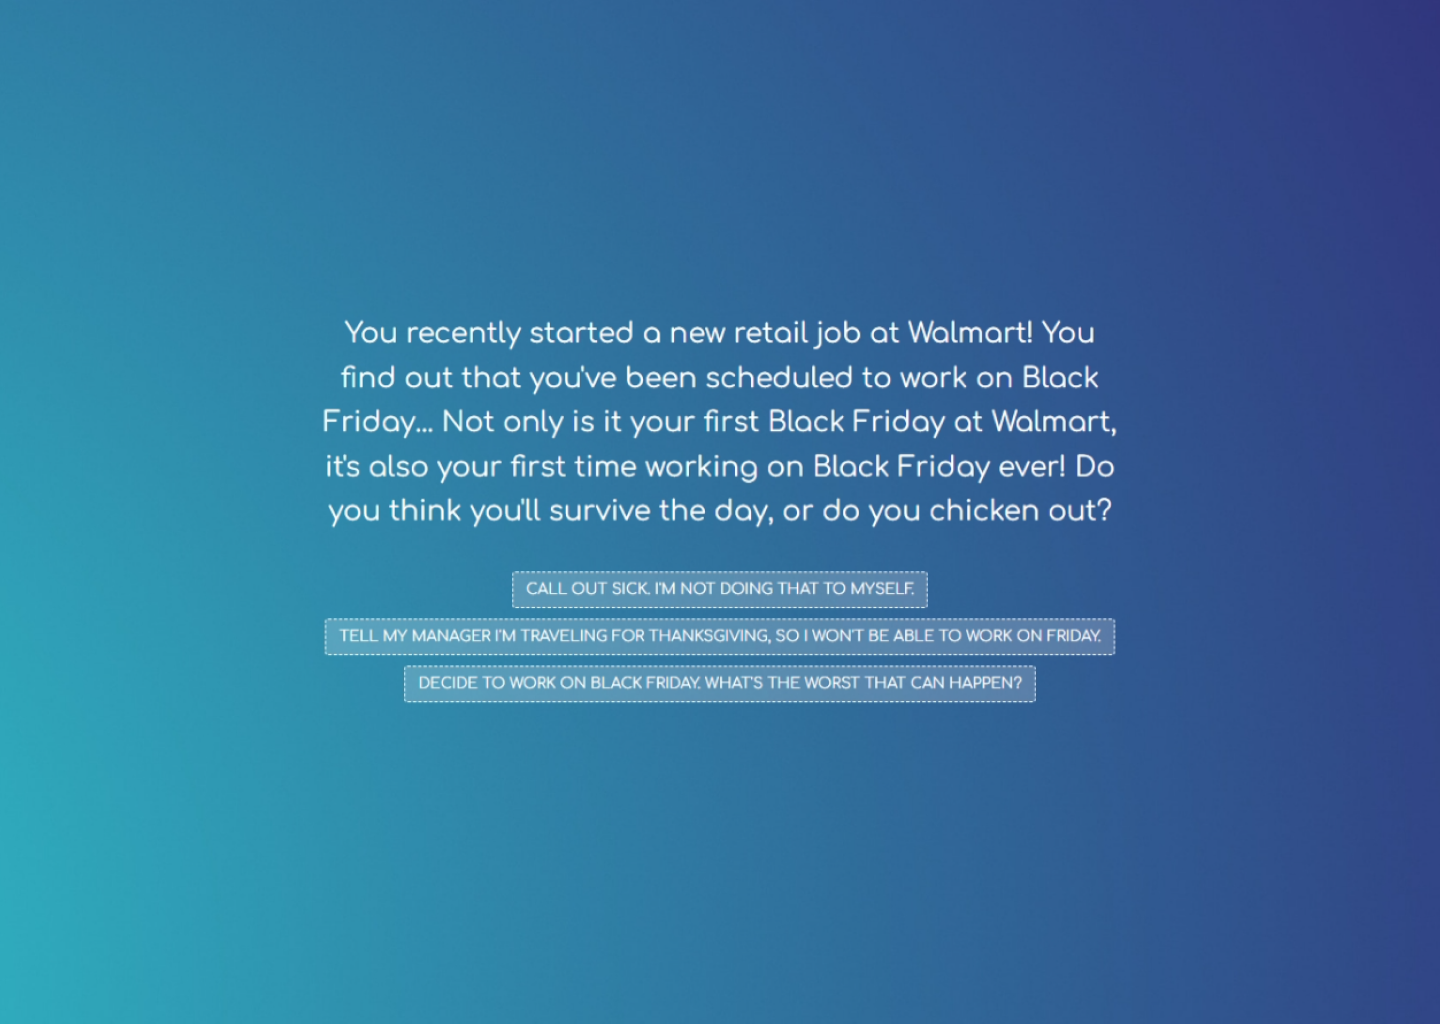 You recently started a new retail job at Walmart! You
find out that you've been scheduled to work on Black
Friday... Not only is it your first Black Friday at Walmart,
it's also your first time working on Black Friday ever! Do
you think you'll survive the day, or do you chicken out?
CALL OUT SICK. I'M NOT DOING THAT TO MYSELF.
TELL MY MANAGER I'M TRAVELING FOR THANKSGIVING, SO I WON'T BE ABLE TO WORK ON FRIDAY.
DECIDE TO WORK ON BLACK FRIDAY. WHAT'S THE WORST THAT CAN HAPPEN?